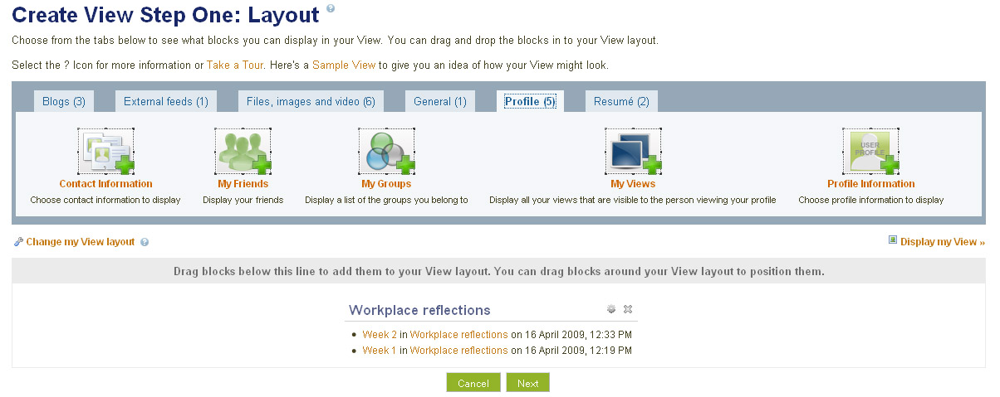 Create View Step One: Layout ?
Choose from the tabs below to see what blocks you can display in your View. You can drag and drop the blocks in to your View layout.
Select the ? Icon for more information or Take a Tour. Here's a Sample View to give you an idea of how your View might look.
Blogs (3) External feeds (1) Files, images and video (6) General (1) Profile (5) Resumé (2)
USER PROFILE
Contact Information My Friends My Groups My Views Profile Information
Choose contact information to display Display your friends Display a list of the groups you belong to Display all your views that are visible to the person viewing your profile Choose profile information to display
Change my View layout ? Display my View »
Drag blocks below this line to add them to your View layout. You can drag blocks around your View layout to position them.
Workplace reflections
• Week 2 in Workplace reflections on 16 April 2009, 12:33 PM
• Week 1 in Workplace reflections on 16 April 2009, 12:19 PM
Cancel Next